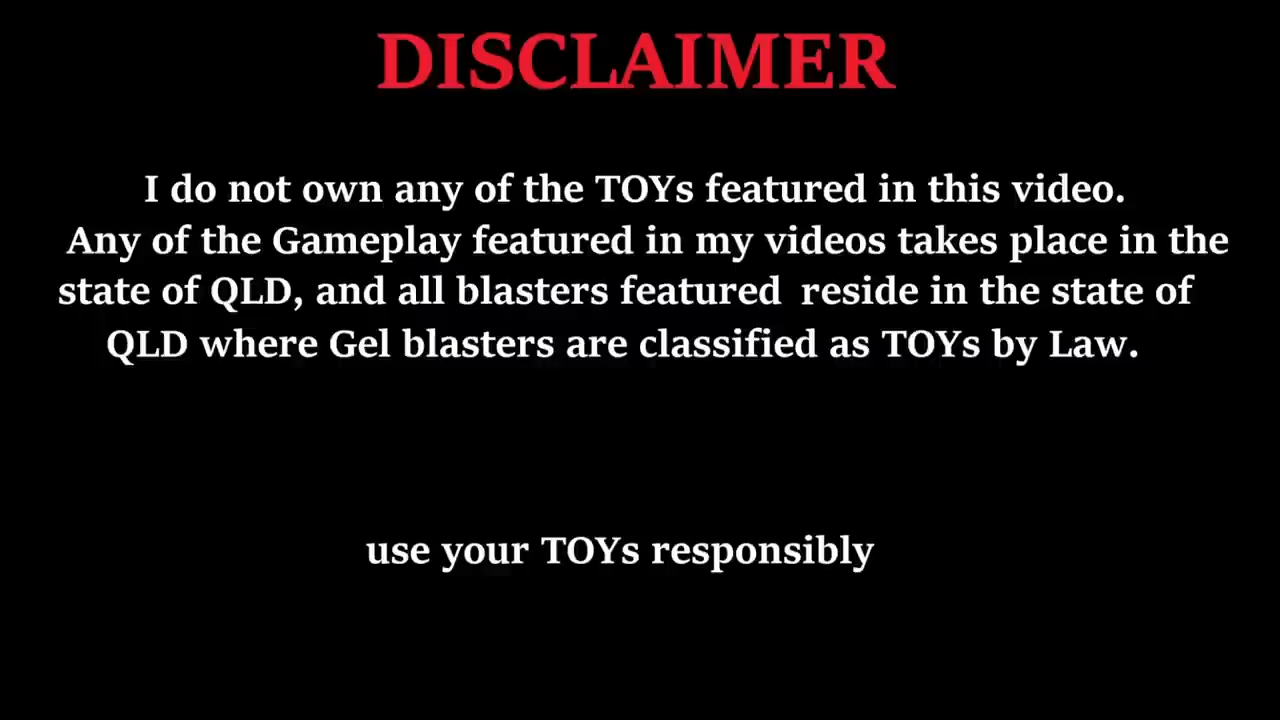 DISCLAIMER
I do not own any of the TOYs featured in this video.
Any of the Gameplay featured in my videos takes place in the
state of QLD, and all blasters featured reside in the state of
QLD where Gel blasters are classified as TOYs by Law.
use your TOYs responsibly